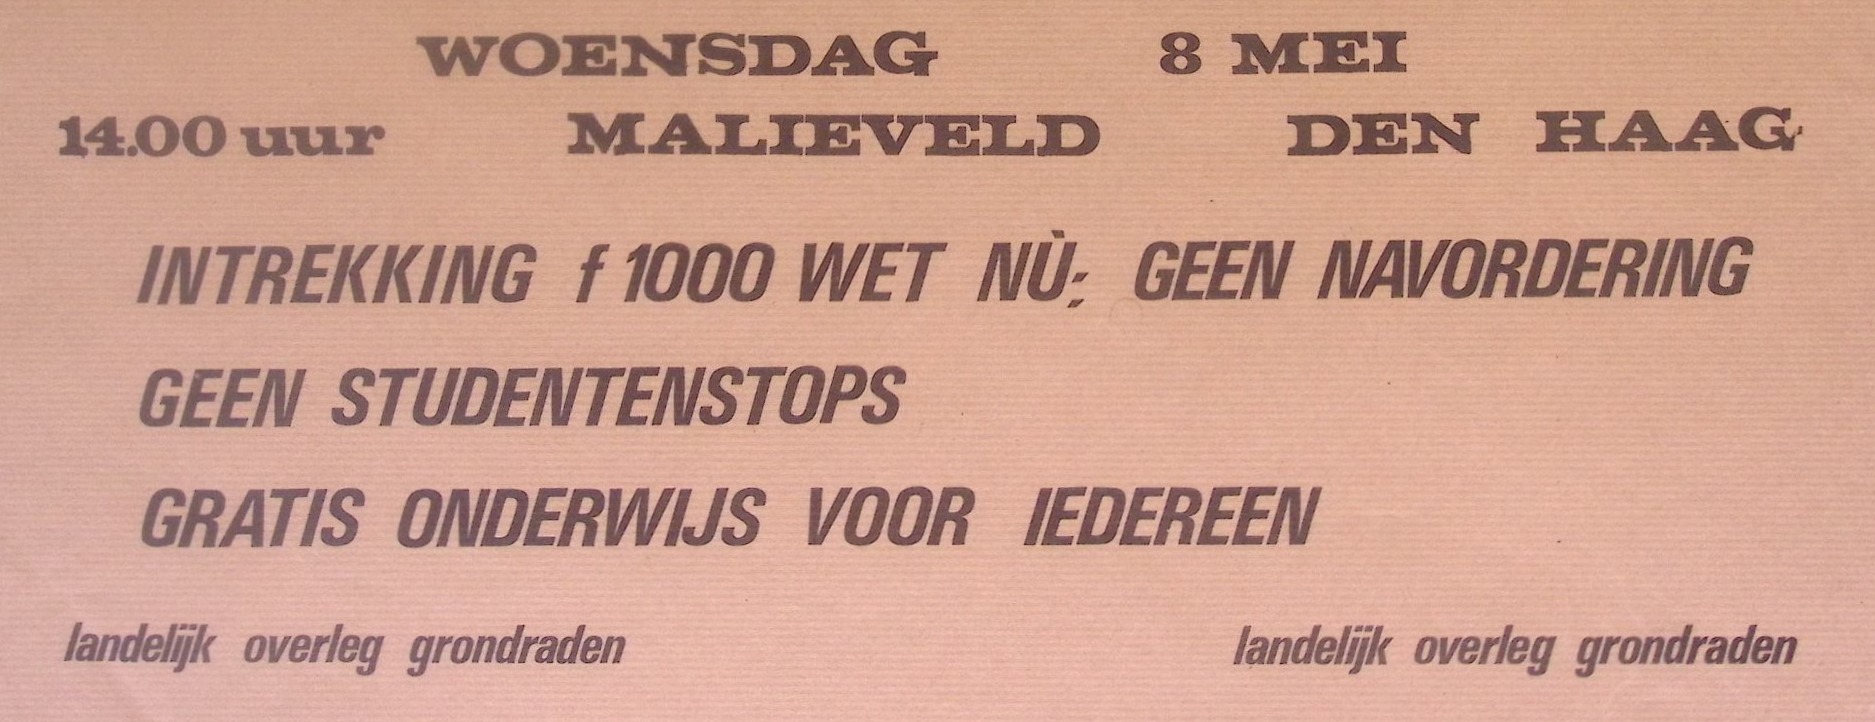 WOENSDAG 8 MEI
14.00 uur MALIEVELD DEN HAAG
INTREKKING f 1000 WET NÙ; GEEN NAVORDERING
GEEN STUDENTENSTOPS
GRATIS ONDERWIJS VOOR IEDEREEN
landelijk overleg grondraden landelijk overleg grondraden